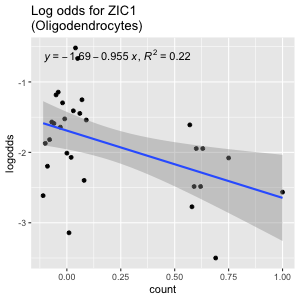 Log odds for ZIC1
(Oligodendrocytes)
y = −1.69 − 0.955 x, R² = 0.22
-1
-2
-3
logodds
0.00
0.25
0.50
0.75
1.00
count